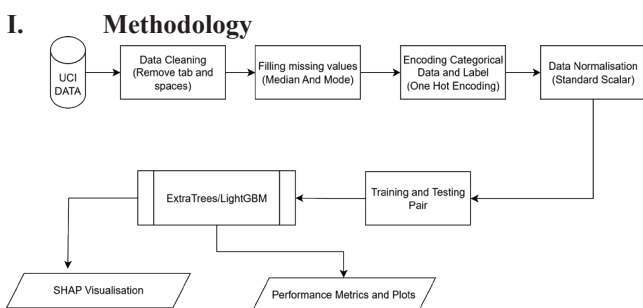 I. Methodology
UCI
DATA
Data Cleaning
(Remove tab and
spaces)
Filling missing values
(Median And Mode)
Encoding Categorical
Data and Label
(One Hot Encoding)
Data Normalisation
(Standard Scalar)
Training and Testing
Pair
ExtraTrees/LightGBM
SHAP Visualisation
Performance Metrics and Plots